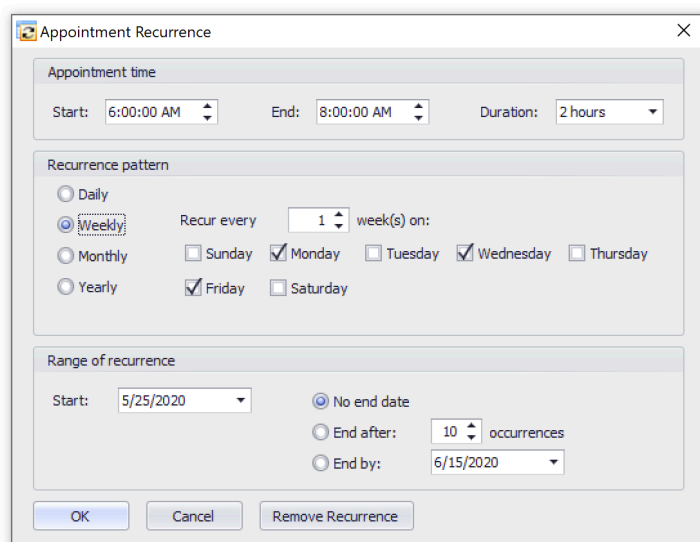 Appointment Recurrence
Appointment time
Start: 6:00:00 AM End: 8:00:00 AM Duration: 2 hours
Recurrence pattern
Daily
Weekly Recur every 1 week(s) on:
Monthly Sunday Monday Tuesday Wednesday Thursday
Yearly Friday Saturday
Range of recurrence
Start: 5/25/2020 No end date
End after: 10 occurrences
End by: 6/15/2020
OK Cancel Remove Recurrence